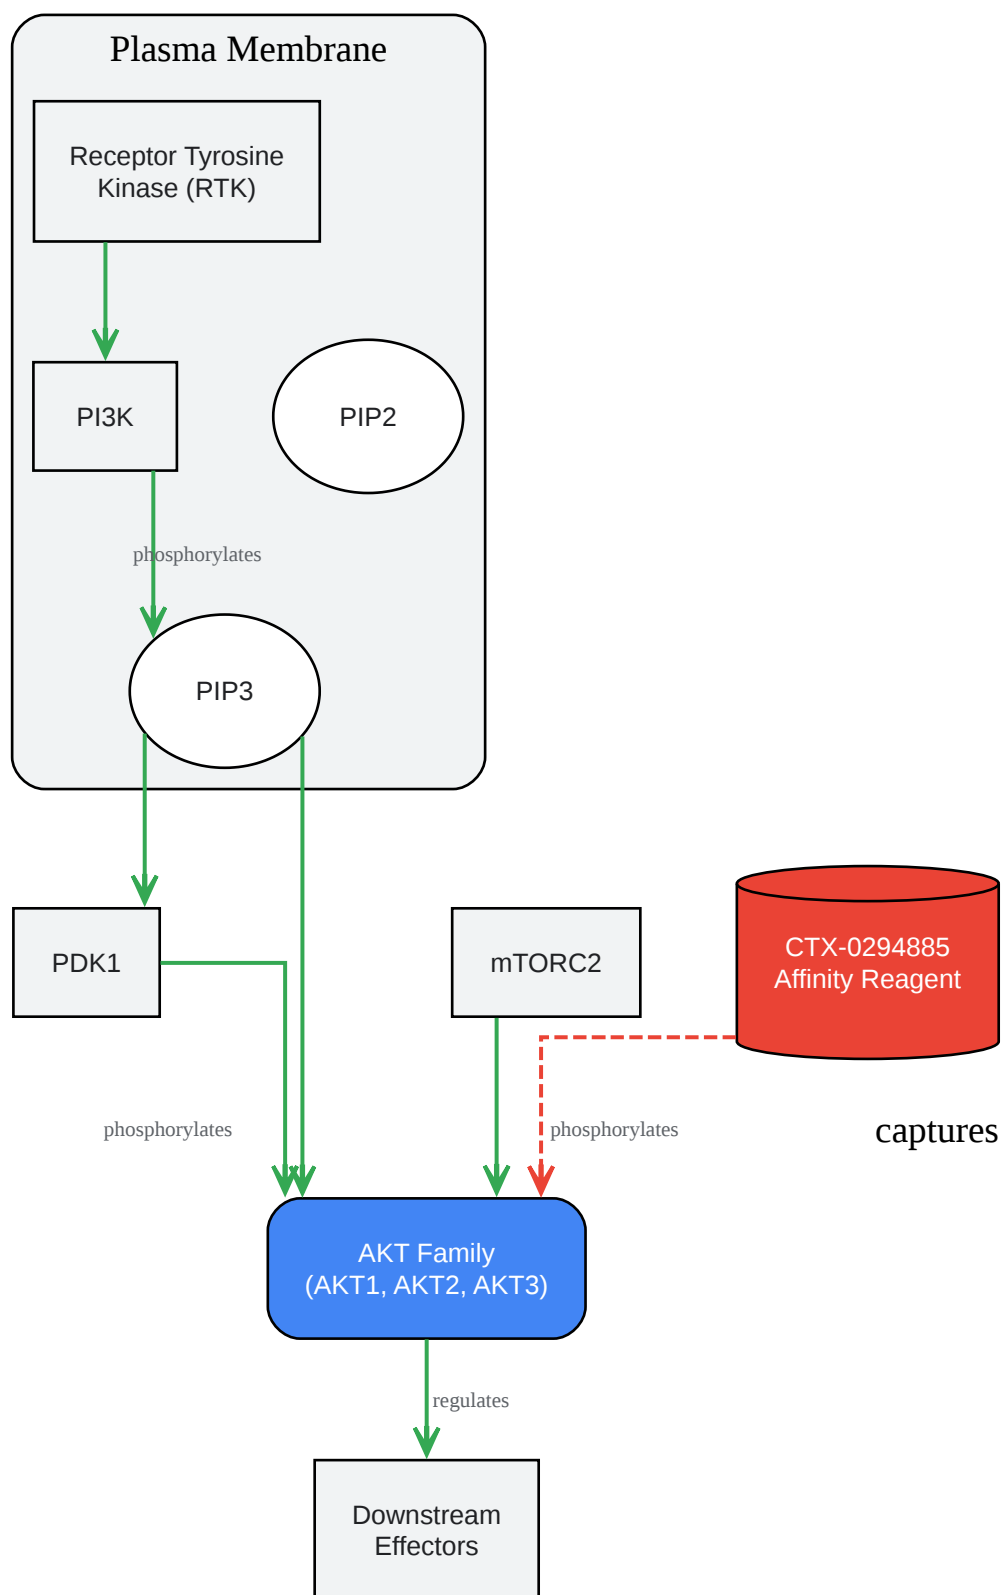 Plasma Membrane
Receptor Tyrosine
Kinase (RTK)
PI3K
PIP2
phosphorylates
PIP3
PDK1
mTORC2
CTX-0294885
Affinity Reagent
phosphorylates
phosphorylates
captures
AKT Family
(AKT1, AKT2, AKT3)
regulates
Downstream
Effectors